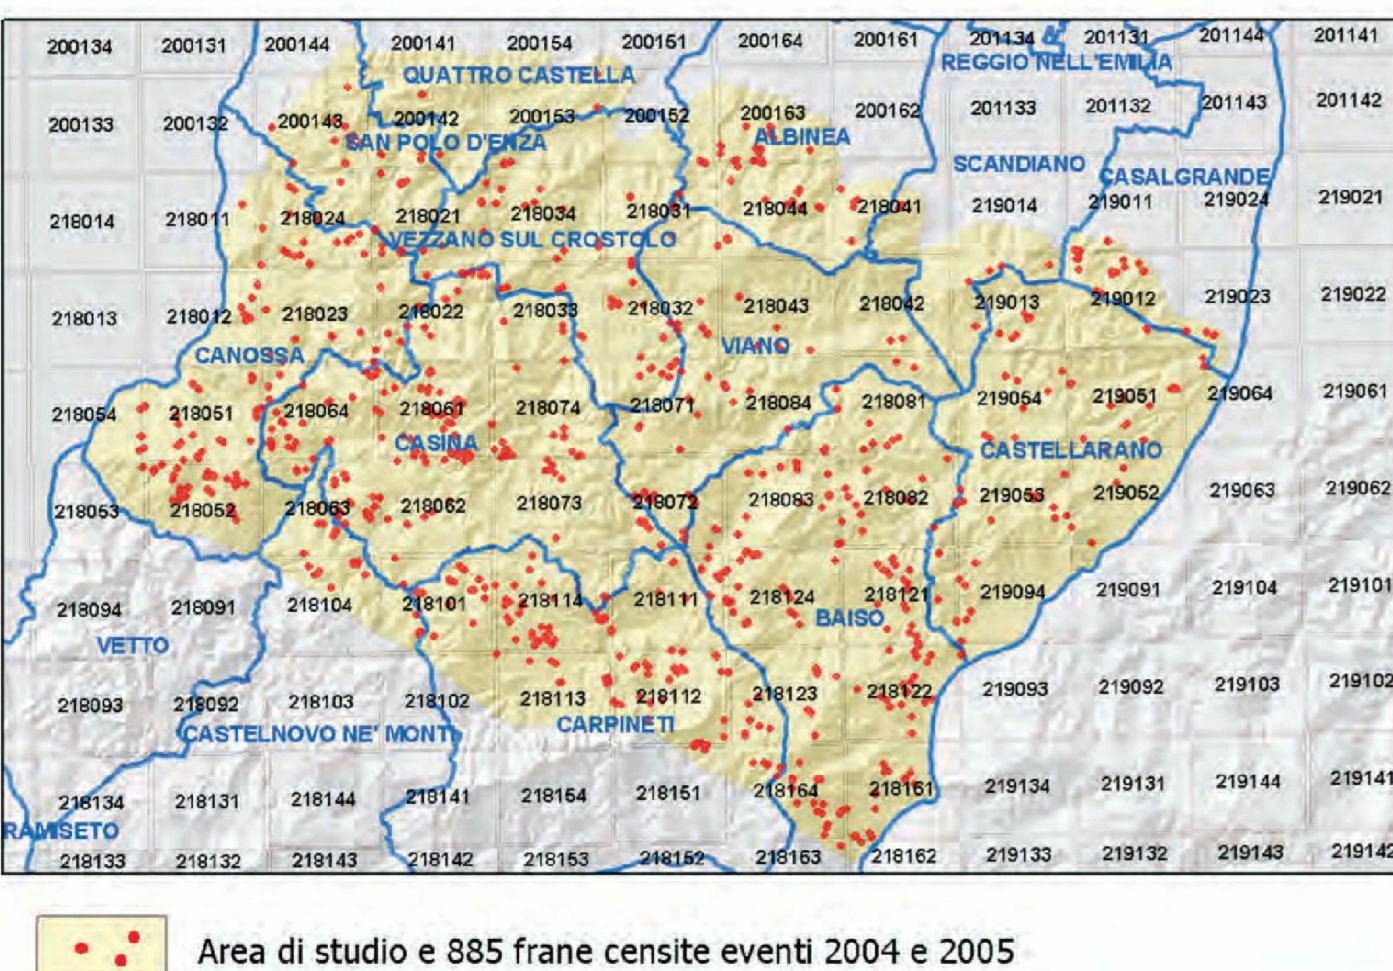 200134 200131 200144 200141 200154 200151 200164 200161 201134 201131 201144 201141
QUATTRO CASTELLA REGGIO NELL'EMILIA
200133 200132 200143 200142 200153 200152 200163 200162 201133 201132 201143 201142
SAN POLO D'ENZA ALBINEA
SCANDIANO CASALGRANDE
218014 218011 218024 218021 218034 218031 218044 218041 219014 219011 219024 219021
VEZZANO SUL CROSTOLO
218013 218012 218023 218022 218033 218032 218043 218042 219013 219012 219023 219022
CANOSSA VIANO
218054 218051 218064 218061 218074 218071 218084 218081 219054 219051 219064 219061
CASINA CASTELLARANO
218053 218052 218063 218062 218073 218072 218083 218082 219053 219052 219063 219062
218094 218091 218104 218101 218114 218111 218124 218121 219094 219091 219104 219101
VETTO BAISO
218093 218092 218103 218102 218113 218112 218123 218122 219093 219092 219103 219102
CASTELNOVO NE' MONTI CARPINETI
218134 218131 218144 218141 218154 218151 218164 218161 219134 219131 219144 219141
RAMISETO
218133 218132 218143 218142 218153 218152 218163 218162 219133 219132 219143 219142
Area di studio e 885 frane censite eventi 2004 e 2005